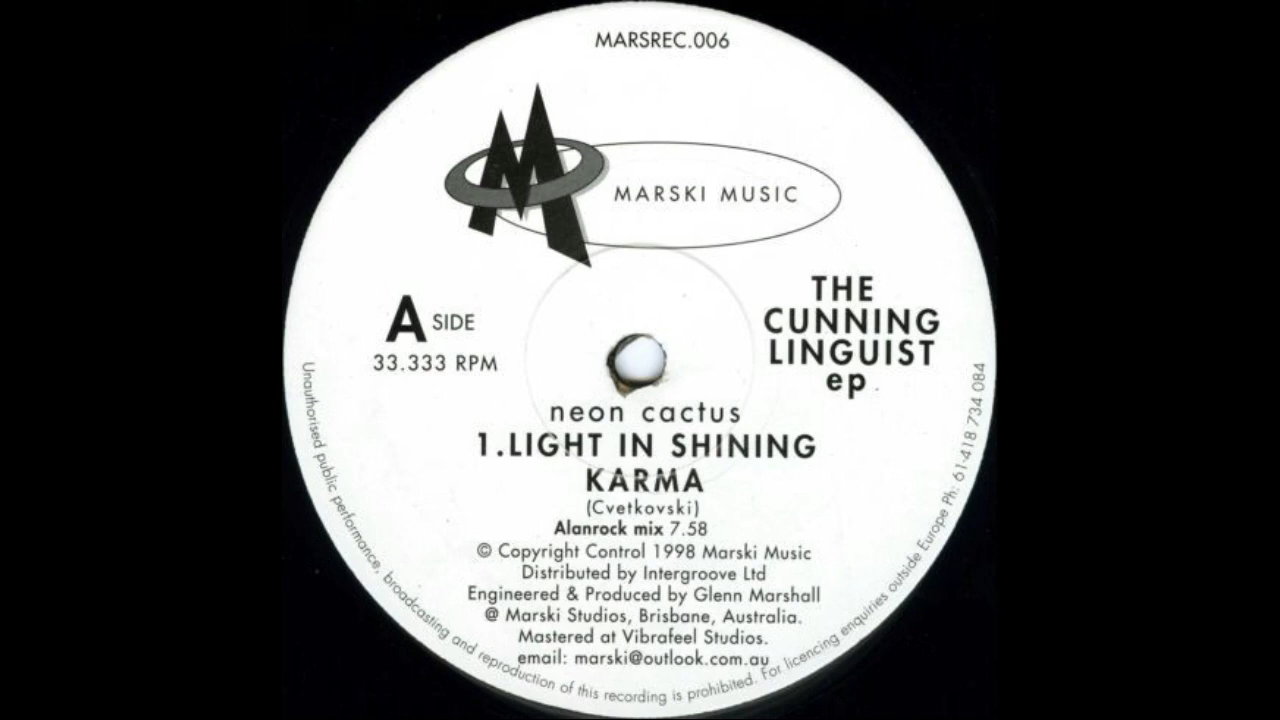 MARSREC.006
MARSKI MUSIC
A SIDE
33.333 RPM
THE
CUNNING
LINGUIST
ep
neon cactus
1.LIGHT IN SHINING
KARMA
(Cvetkovski)
Alanrock mix 7.58
© Copyright Control 1998 Marski Music
Distributed by Intergroove Ltd
Engineered & Produced by Glenn Marshall
@ Marski Studios, Brisbane, Australia.
Mastered at Vibrafeel Studios.
email: marski@outlook.com.au
Unauthorised public performance, broadcasting and reproduction of this recording is prohibited. For licencing enquiries outside Europe Ph: 61-418 734 084